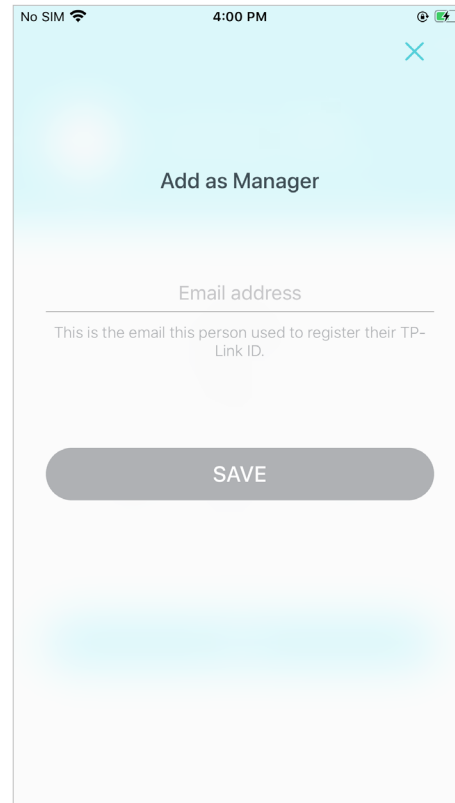 No SIM 4:00 PM
Add as Manager
Email address
This is the email this person used to register their TP-
Link ID.
SAVE